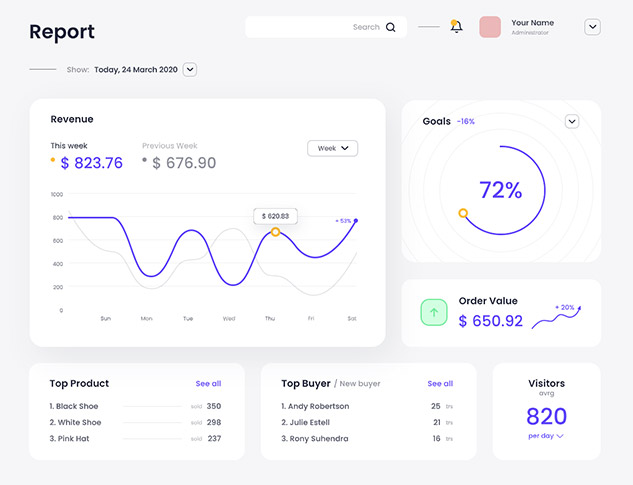 Report
Search
Your Name
Administrator
Show: Today, 24 March 2020
Revenue
This week
$ 823.76
Previous Week
$ 676.90
Week
1000
800
600
400
200
0
$ 620.83
+ 53%
Sun Mon Tue Wed Thu Fri Sat
Goals -16%
72%
Order Value
$ 650.92
+ 20%
Top Product See all
1. Black Shoe sold 350
2. White Shoe sold 298
3. Pink Hat sold 237
Top Buyer / New buyer See all
1. Andy Robertson 25 trx
2. Julie Estell 21 trx
3. Rony Suhendra 16 trx
Visitors
avrg
820
per day